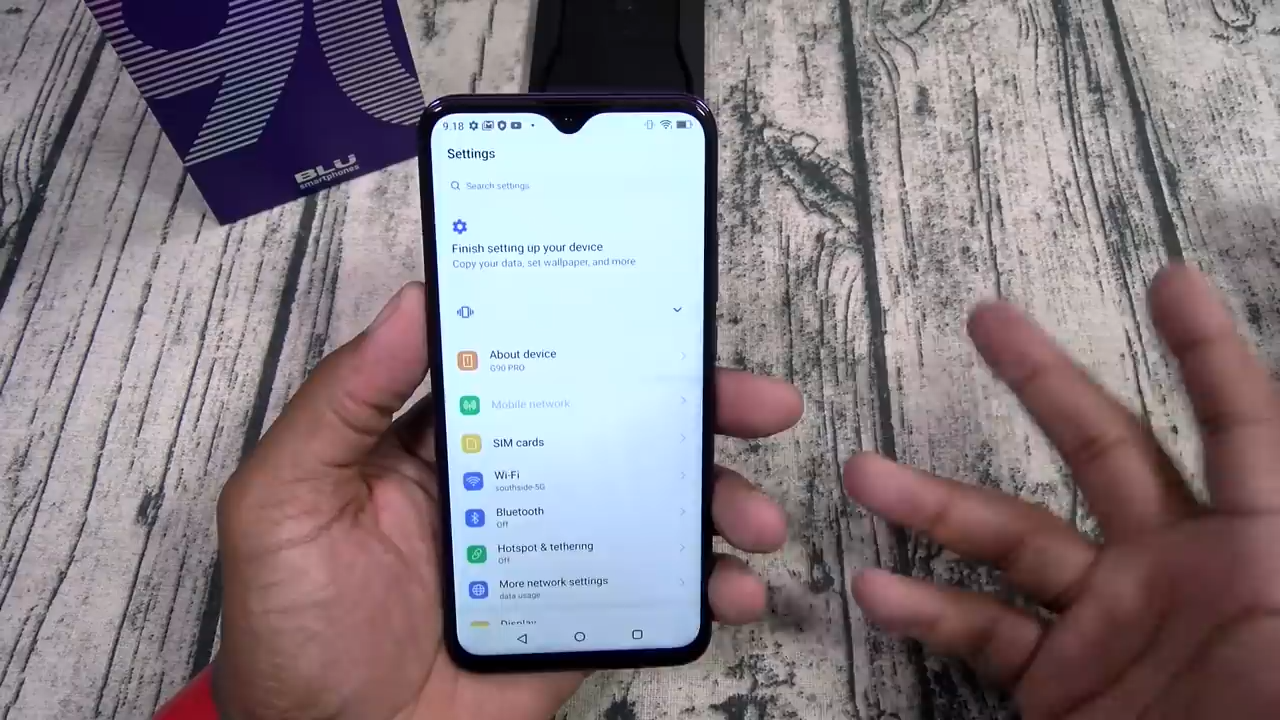 90
BLU
smartphones
9.18
Settings
Search settings
Finish setting up your device
Copy your data, set wallpaper, and more
About device
G90 PRO
Mobile network
SIM cards
Wi-Fi
southside-5G
Bluetooth
Off
Hotspot & tethering
Off
More network settings
data usage
Display